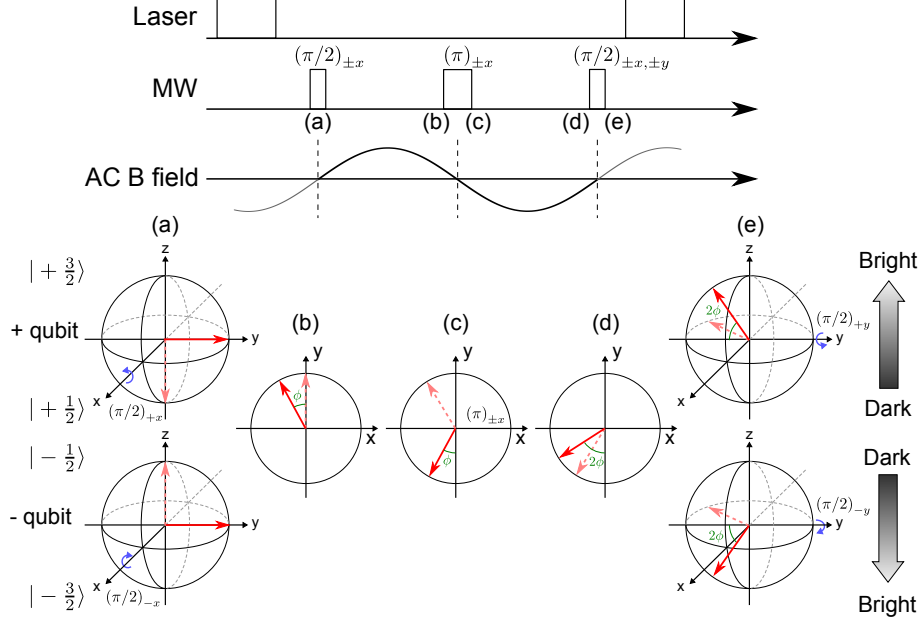 Laser
(π/2)±x (π)±x (π/2)±x,±y
MW
(a) (b) (c) (d) (e)
AC B field
(a) (e)
z z
|+3/2⟩ Bright
2ϕ (π/2)+y
+ qubit (b) (c) (d)
y y
y y y
x x
(π/2)+x
|+1/2⟩ Dark
ϕ (π)±x
x x x
ϕ 2ϕ
|−1/2⟩
z z
Dark
(π/2)−y
- qubit
y y
2ϕ
x x
(π/2)−x
|−3/2⟩ Bright